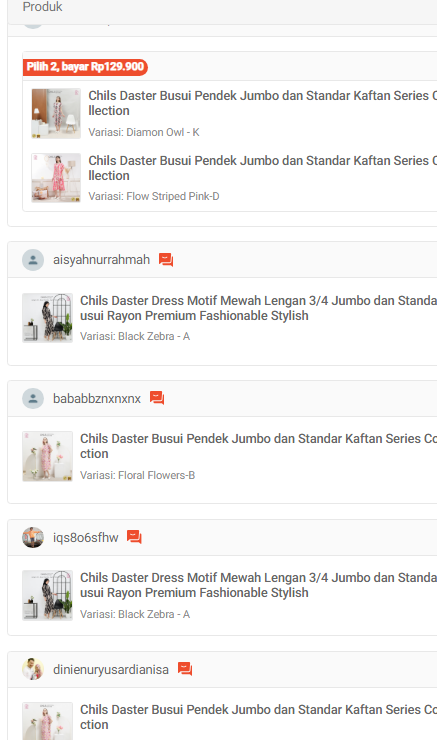 Produk
Pilih 2, bayar Rp129.900
Chils Daster Busui Pendek Jumbo dan Standar Kaftan Series C
llection
Variasi: Diamon Owl - K
Chils Daster Busui Pendek Jumbo dan Standar Kaftan Series C
llection
Variasi: Flow Striped Pink-D
aisyahnurrahmah
Chils Daster Dress Motif Mewah Lengan 3/4 Jumbo dan Standa
usui Rayon Premium Fashionable Stylish
Variasi: Black Zebra - A
bababbznxnxnx
Chils Daster Busui Pendek Jumbo dan Standar Kaftan Series Co
ction
Variasi: Floral Flowers-B
iqs8o6sfhw
Chils Daster Dress Motif Mewah Lengan 3/4 Jumbo dan Standa
usui Rayon Premium Fashionable Stylish
Variasi: Black Zebra - A
dinienuryusardianisa
Chils Daster Busui Pendek Jumbo dan Standar Kaftan Series Co
ction